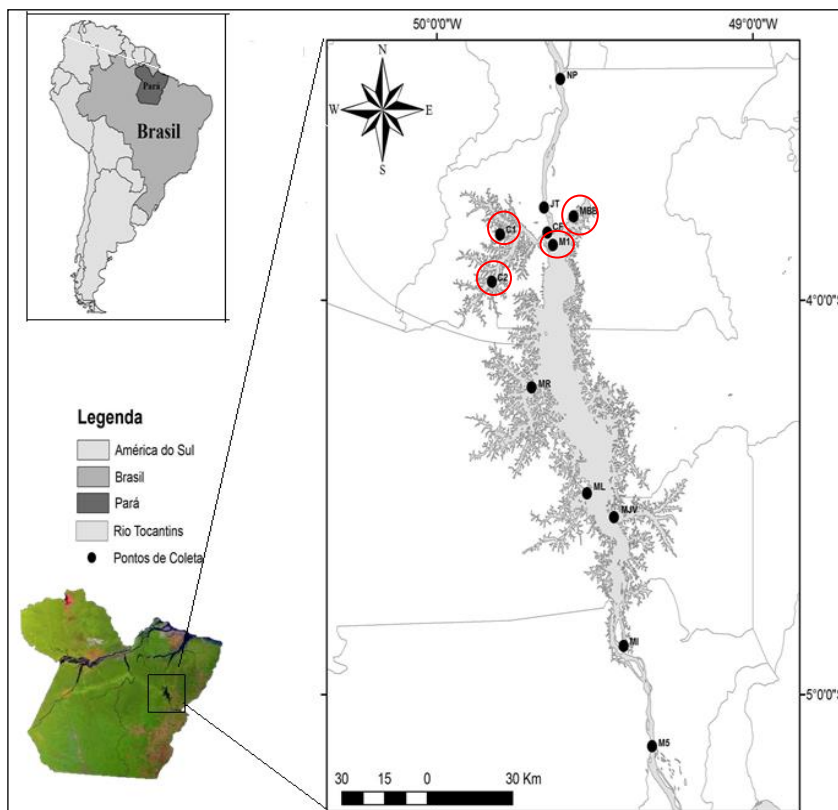 Pará
Brasil
Legenda
América do Sul
Brasil
Pará
Rio Tocantins
Pontos de Coleta
50°0'0"
49°0'0"
N
W
E
S
NP
JT
MBB
C1
CF
M1
C2
4°0'0"S
MR
ML
MJV
MI
5°0'0"S
M5
30 15 0 30 Km